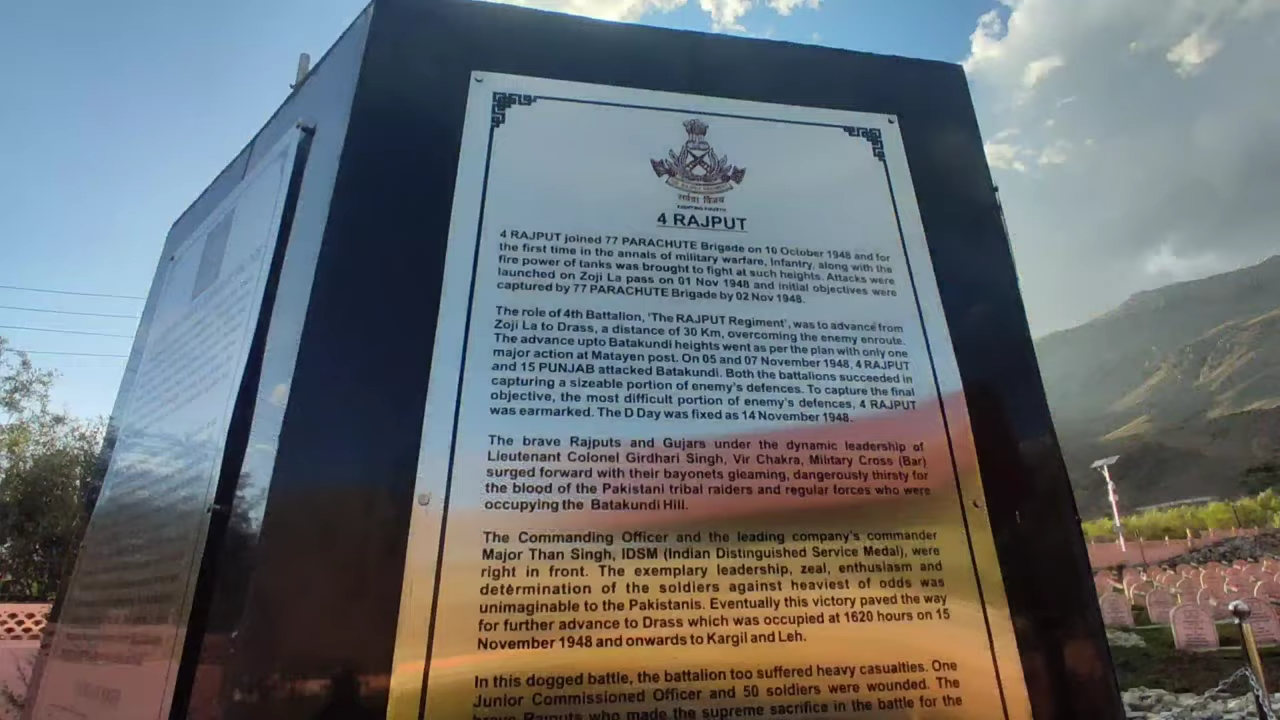 सर्वत्र विजय
4 RAJPUT
4 RAJPUT joined 77 PARACHUTE Brigade on 10 October 1948 and for
the first time in the annals of military warfare, Infantry, along with the
fire power of tanks was brought to fight at such heights. Attacks were
launched on Zoji La pass on 01 Nov 1948 and initial objectives were
captured by 77 PARACHUTE Brigade by 02 Nov 1948.
The role of 4th Battalion, 'The RAJPUT Regiment', was to advance from
Zoji La to Drass, a distance of 30 Km, overcoming the enemy enroute.
The advance upto Batakundi heights went as per the plan with only one
major action at Matayen post. On 05 and 07 November 1948, 4 RAJPUT
and 15 PUNJAB attacked Batakundi. Both the battalions succeeded in
capturing a sizeable portion of enemy's defences. To capture the final
objective, the most difficult portion of enemy's defences, 4 RAJPUT
was earmarked. The D Day was fixed as 14 November 1948.
The brave Rajputs and Gujars under the dynamic leadership of
Lieutenant Colonel Girdhari Singh, Vir Chakra, Military Cross (Bar)
surged forward with their bayonets gleaming, dangerously thirsty for
the blood of the Pakistani tribal raiders and regular forces who were
occupying the Batakundi Hill.
The Commanding Officer and the leading company's commander
Major Than Singh, IDSM (Indian Distinguished Service Medal), were
right in front. The exemplary leadership, zeal, enthusiasm and
determination of the soldiers against heaviest of odds was
unimaginable to the Pakistanis. Eventually this victory paved the way
for further advance to Drass which was occupied at 1620 hours on 15
November 1948 and onwards to Kargil and Leh.
In this dogged battle, the battalion too suffered heavy casualties. One
Junior Commissioned Officer and 50 soldiers were wounded. The
brave Rajputs who made the supreme sacrifice in the battle for the